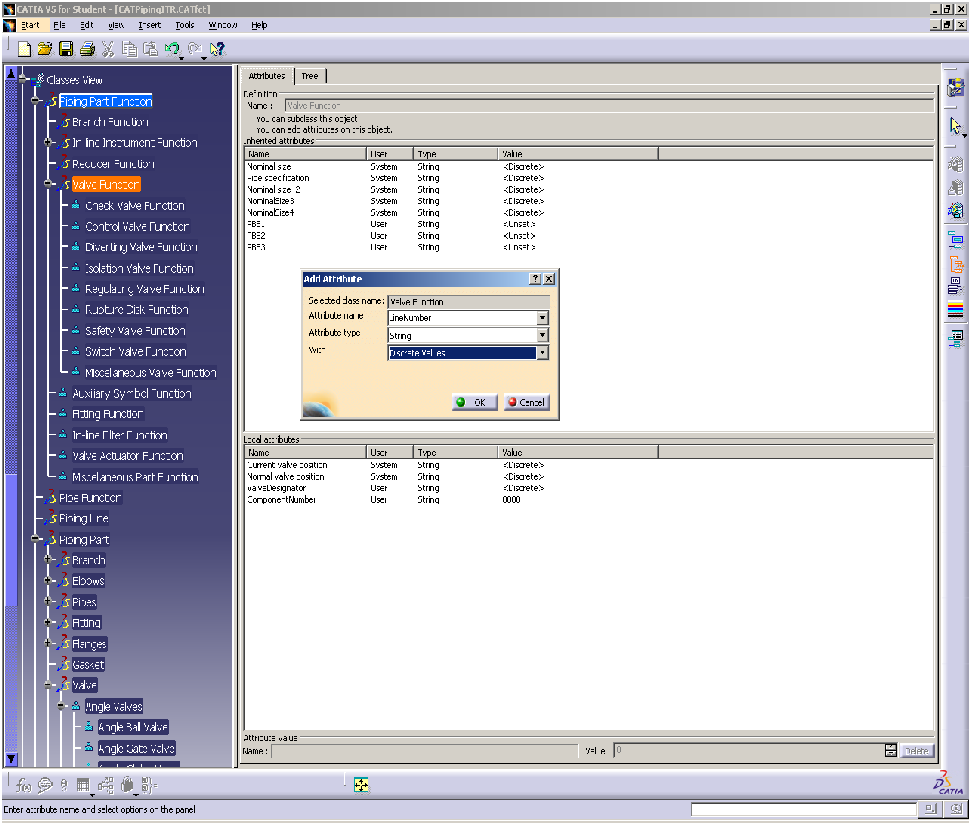 CATIA V5 for Student - [CATPipingITR.CATfct]
Start File Edit View Insert Tools Window Help
Classes View
Piping Part Function
Branch Function
In-line Instrument Function
Reducer Function
Valve Function
Check Valve Function
Control Valve Function
Diverting Valve Function
Isolation Valve Function
Regulating Valve Function
Rupture Disk Function
Safety Valve Function
Switch Valve Function
Miscellaneous Valve Function
Auxiliary Symbol Function
Fitting Function
In-line Filter Function
Valve Actuator Function
Miscellaneous Part Function
Pipe Function
Piping Line
Piping Part
Branch
Elbows
Pipes
Fitting
Flanges
Gasket
Valve
Angle Valves
Angle Ball Valve
Angle Gate Valve
Attributes Tree
Definition
Name : Valve Function
You can subclass this object
You can add attributes on this object.
Inherited attributes
Name User Type Value
Nominal size System String <Discrete>
Pipe specification System String <Discrete>
Nominal size 2 System String <Discrete>
NominalSize3 System String <Discrete>
NominalSize4 System String <Discrete>
PBS1 User String <Unset>
PBS2 User String <Unset>
PBS3 User String <Unset>
Add Attribute
Selected class name: Valve Function
Attribute name LineNumber
Attribute type String
With Discrete Values
OK Cancel
Local attributes
Name User Type Value
Current valve position System String <Discrete>
Normal valve position System String <Discrete>
ValveDesignator User String <Discrete>
ComponentNumber User String 0000
Attribute value
Name : Value 0 Delete
CATIA
Enter attribute name and select options on the panel